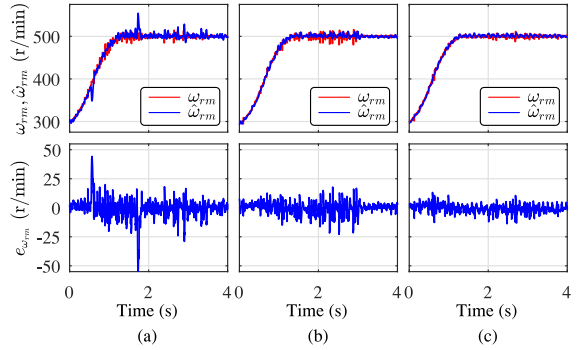 ω_rm, ω̂_rm (r/min)
500
400
300
ω_rm
ω̂_rm
ω_rm
ω̂_rm
ω_rm
ω̂_rm
e_ω_rm (r/min)
50
25
0
-25
-50
0 2 4 0 2 4 0 2 4
Time (s) Time (s) Time (s)
(a) (b) (c)